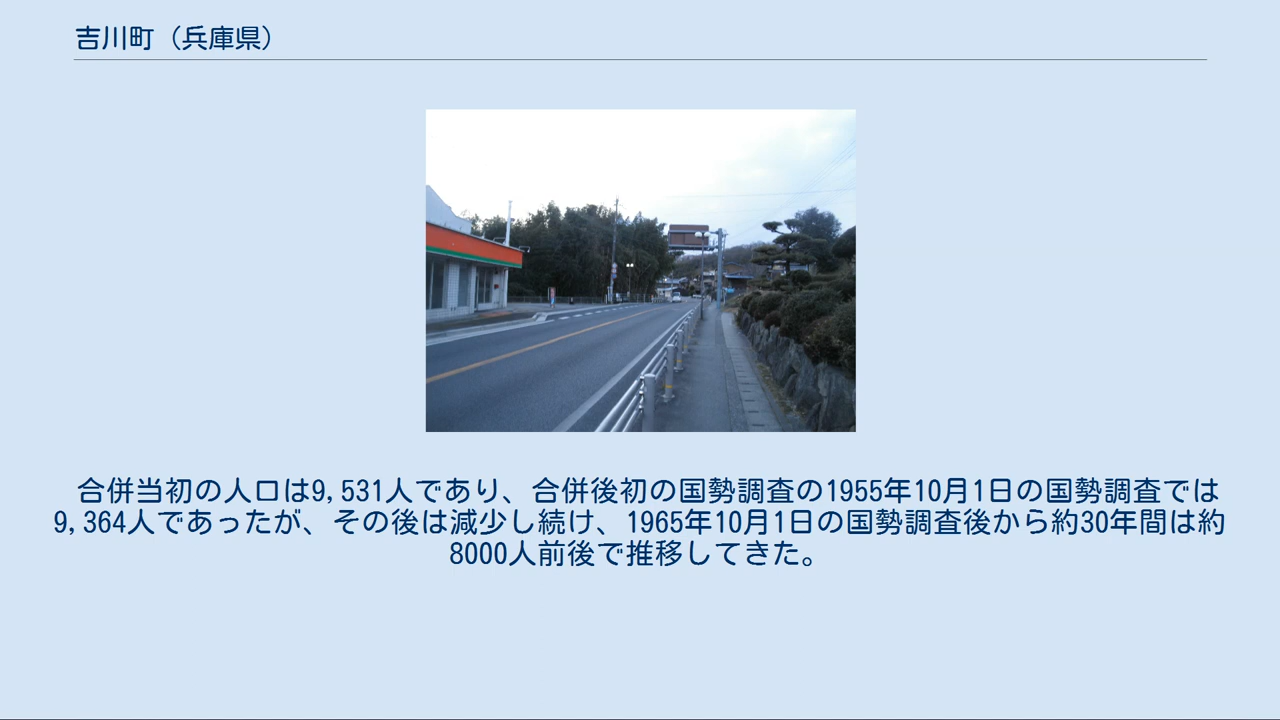 吉川町（兵庫県）
合併当初の人口は9,531人であり、合併後初の国勢調査の1955年10月1日の国勢調査では
9,364人であったが、その後は減少し続け、1965年10月1日の国勢調査後から約30年間は約
8000人前後で推移してきた。